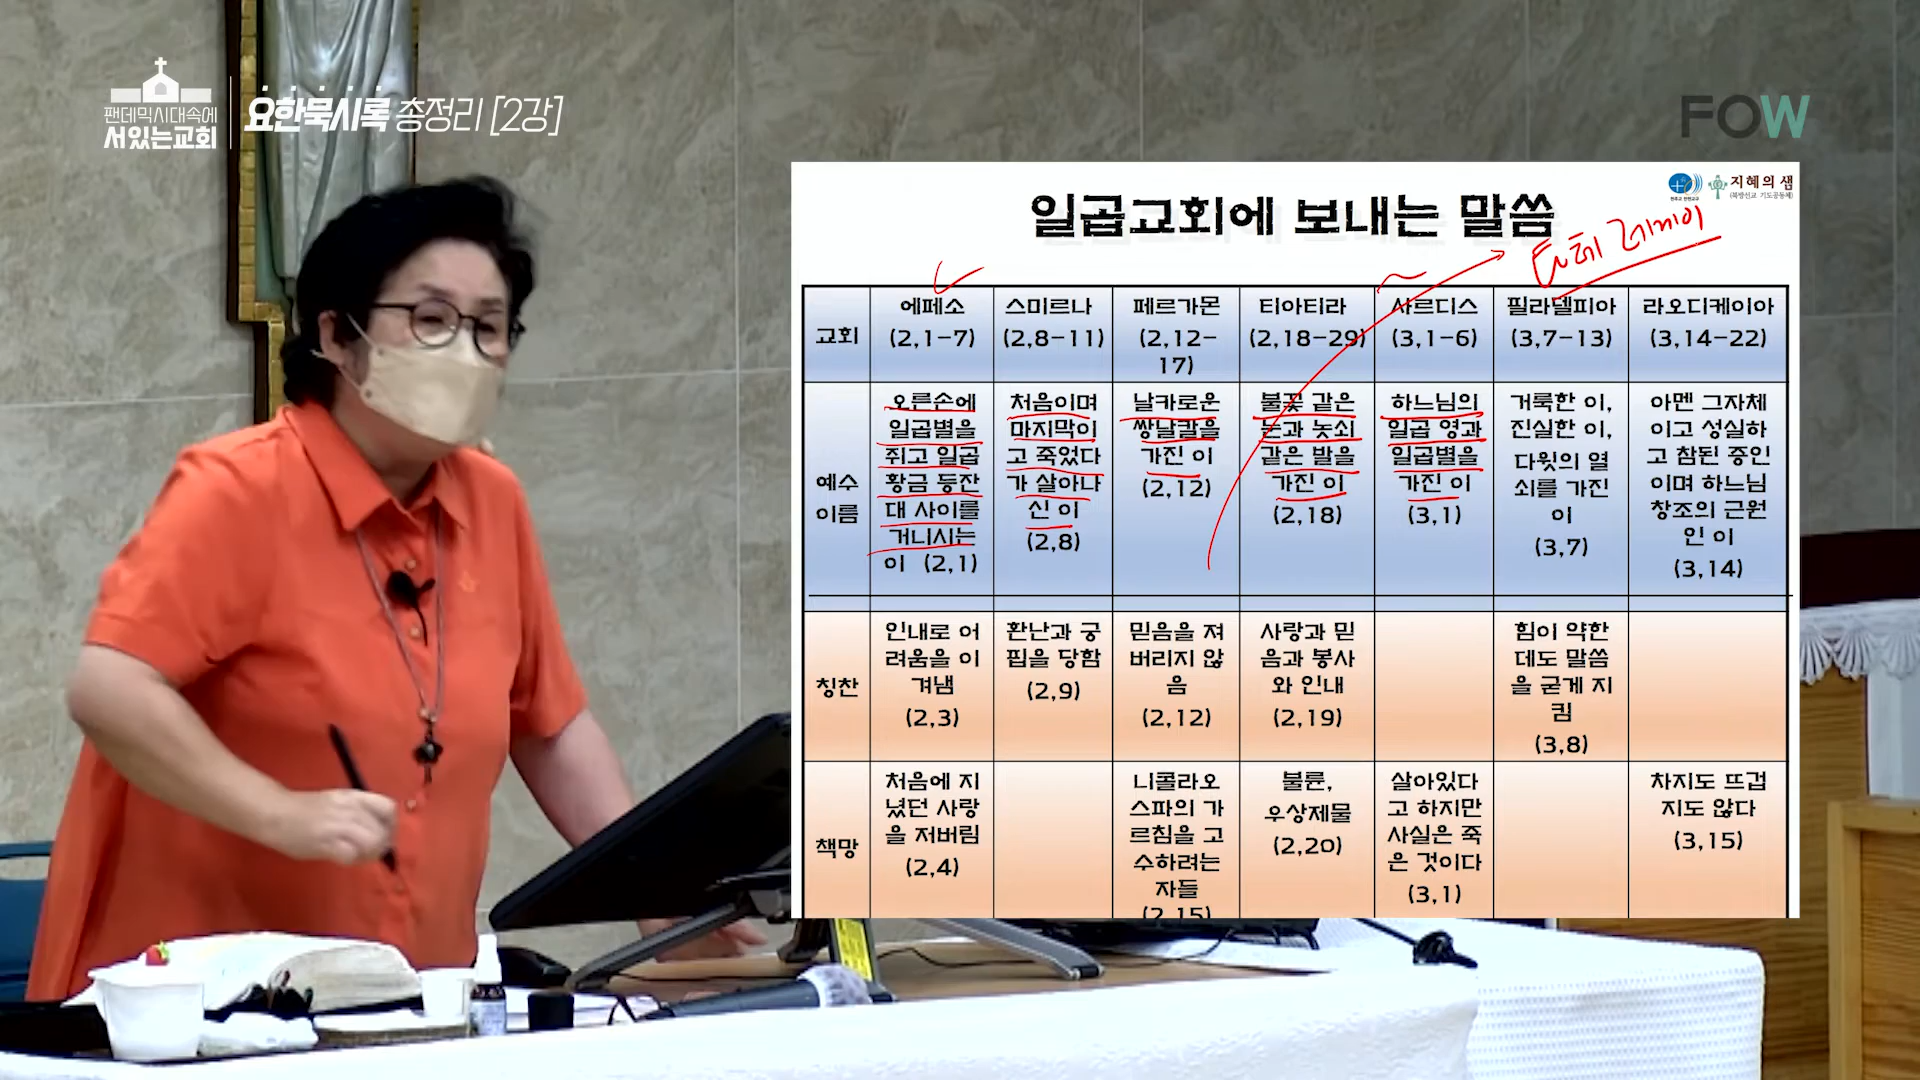 팬데믹시대속에
서있는교회
요한묵시록 총정리 [2강]
FOW
지혜의 샘
일곱교회에 보내는 말씀
교회
에페소
(2,1-7)
스미르나
(2,8-11)
페르가몬
(2,12-
17)
티아티라
(2,18-29)
사르디스
(3,1-6)
필라델피아
(3,7-13)
라오디케이아
(3,14-22)
예수
이름
오른손에
일곱별을
쥐고 일곱
황금 등잔
대 사이를
거니시는
이 (2,1)
처음이며
마지막이
고 죽었다
가 살아나
신 이
(2,8)
날카로운
쌍날칼을
가진 이
(2,12)
불꽃 같은
눈과 놋쇠
같은 발을
가진 이
(2,18)
하느님의
일곱 영과
일곱별을
가진 이
(3,1)
거룩한 이,
진실한 이,
다윗의 열
쇠를 가진
이
(3,7)
아멘 그자체
이고 성실하
고 참된 증인
이며 하느님
창조의 근원
인 이
(3,14)
칭찬
인내로 어
려움을 이
겨냄
(2,3)
환난과 궁
핍을 당함
(2,9)
믿음을 져
버리지 않
음
(2,12)
사랑과 믿
음과 봉사
와 인내
(2,19)
힘이 약한
데도 말씀
을 굳게 지
킴
(3,8)
책망
처음에 지
녔던 사랑
을 저버림
(2,4)
니콜라오
스파의 가
르침을 고
수하려는
자들
(2,15)
불륜,
우상제물
(2,20)
살아있다
고 하지만
사실은 죽
은 것이다
(3,1)
차지도 뜨겁
지도 않다
(3,15)